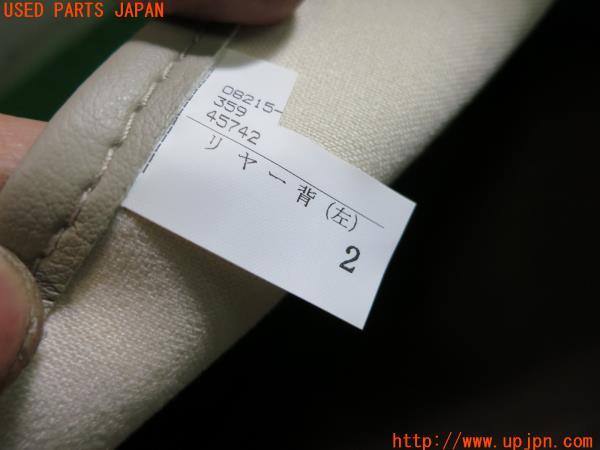 USED PARTS JAPAN
08215-
359
45742
リヤー背(左)
2
http://www.upjpn.com/